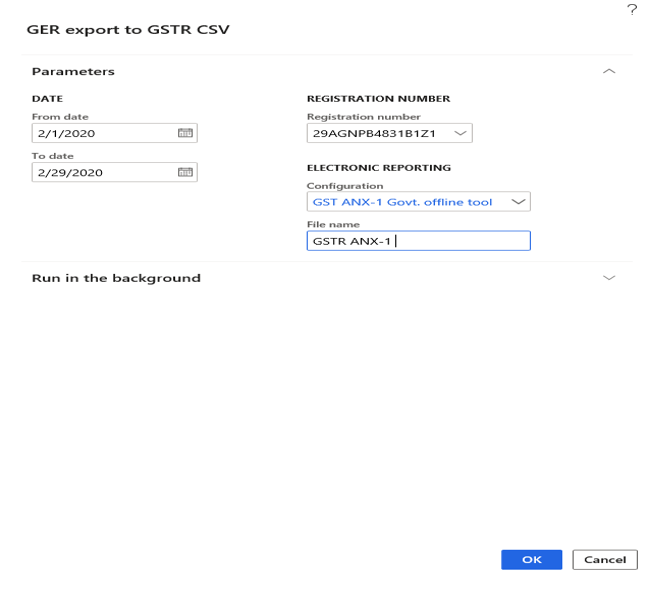 ?
GER export to GSTR CSV
Parameters
DATE
From date
2/1/2020
To date
2/29/2020
REGISTRATION NUMBER
Registration number
29AGNPB4831B1Z1
ELECTRONIC REPORTING
Configuration
GST ANX-1 Govt. offline tool
File name
GSTR ANX-1
Run in the background
OK
Cancel